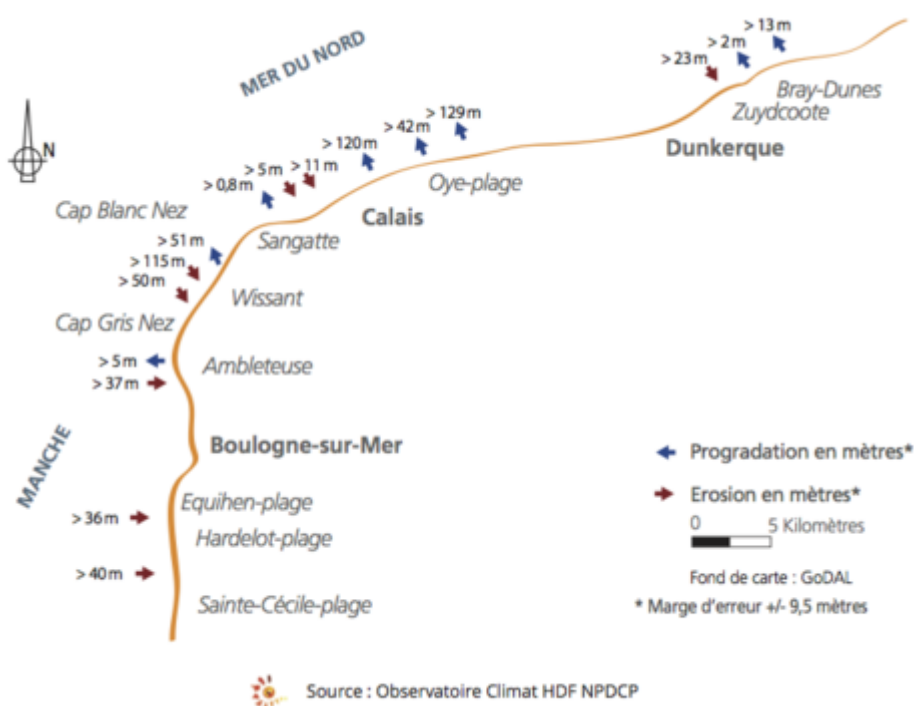 > 13 m
> 2 m
> 23 m
MER DU NORD
Bray-Dunes
Zuydcoote
Dunkerque
> 129 m
> 42 m
> 120 m
> 11 m
> 5 m
> 0,8 m
N
Oye-plage
Calais
Cap Blanc Nez
Sangatte
> 51 m
> 115 m
> 50 m
Wissant
Cap Gris Nez
> 5 m
Ambleteuse
> 37 m
MANCHE
Boulogne-sur-Mer
Equihen-plage
> 36 m
Hardelot-plage
> 40 m
Sainte-Cécile-plage
Progradation en mètres*
Erosion en mètres*
0 5 Kilomètres
Fond de carte : GoDAL
* Marge d'erreur +/- 9,5 mètres
Source : Observatoire Climat HDF NPDCP